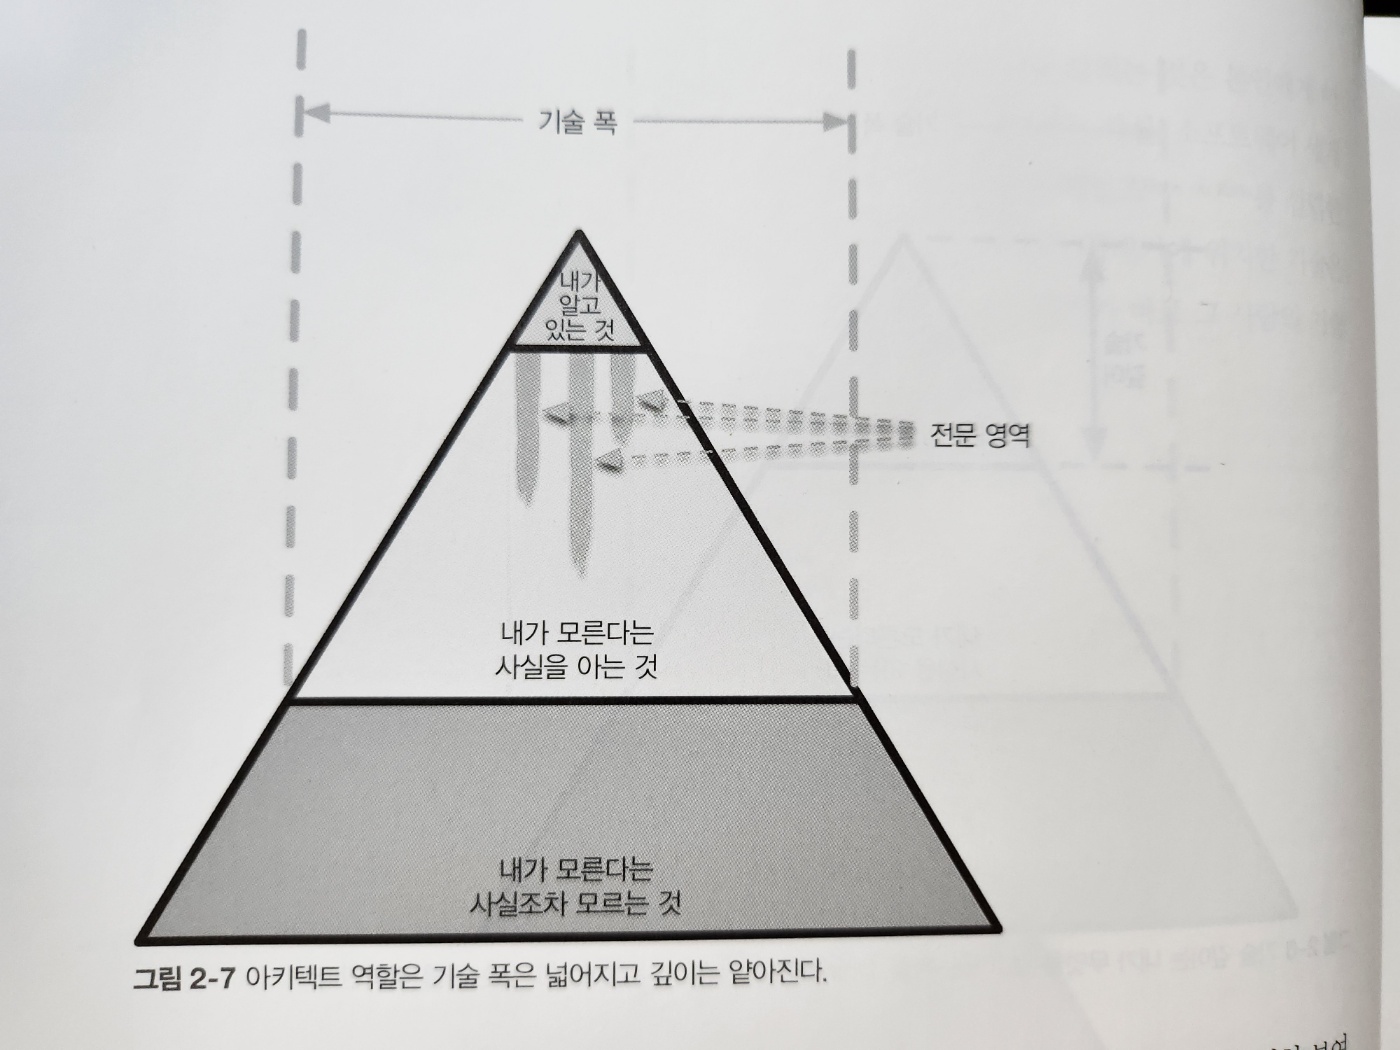 기술 폭
내가
알고
있는 것
전문 영역
내가 모른다는
사실을 아는 것
내가 모른다는
사실조차 모르는 것
그림 2-7 아키텍트 역할은 기술 폭은 넓어지고 깊이는 얕아진다.